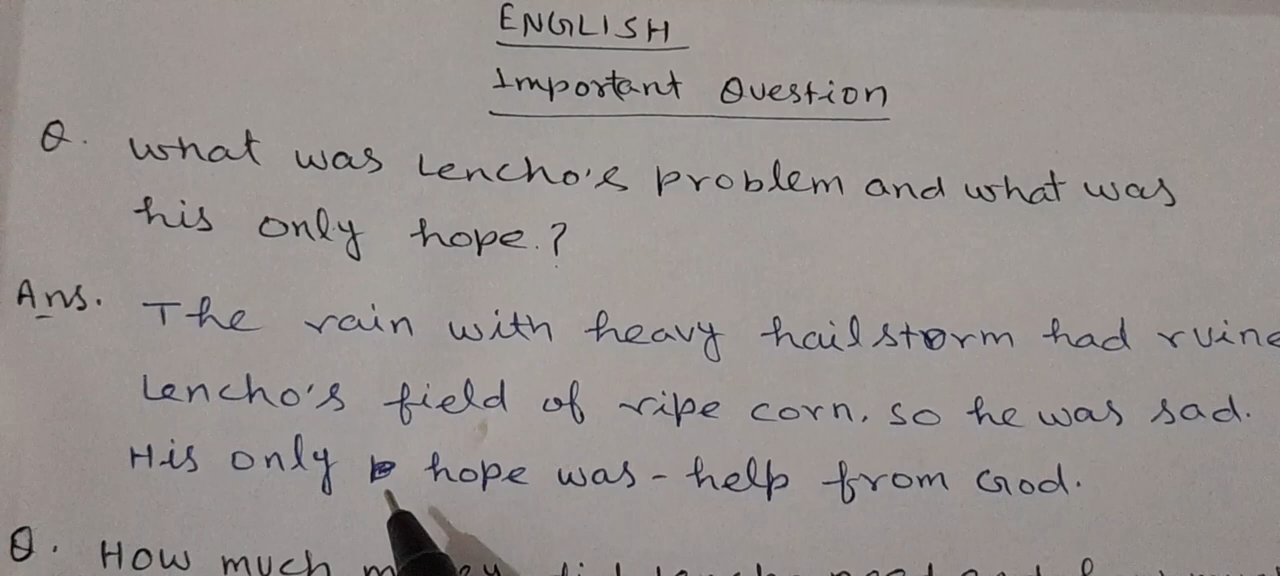 ENGLISH
Important Question
Q. What was Lencho's problem and what was
his only hope.?
Ans. The rain with heavy hailstorm had ruine
Lencho's field of ripe corn. so he was sad.
His only hope was - help from God.
Q. How much